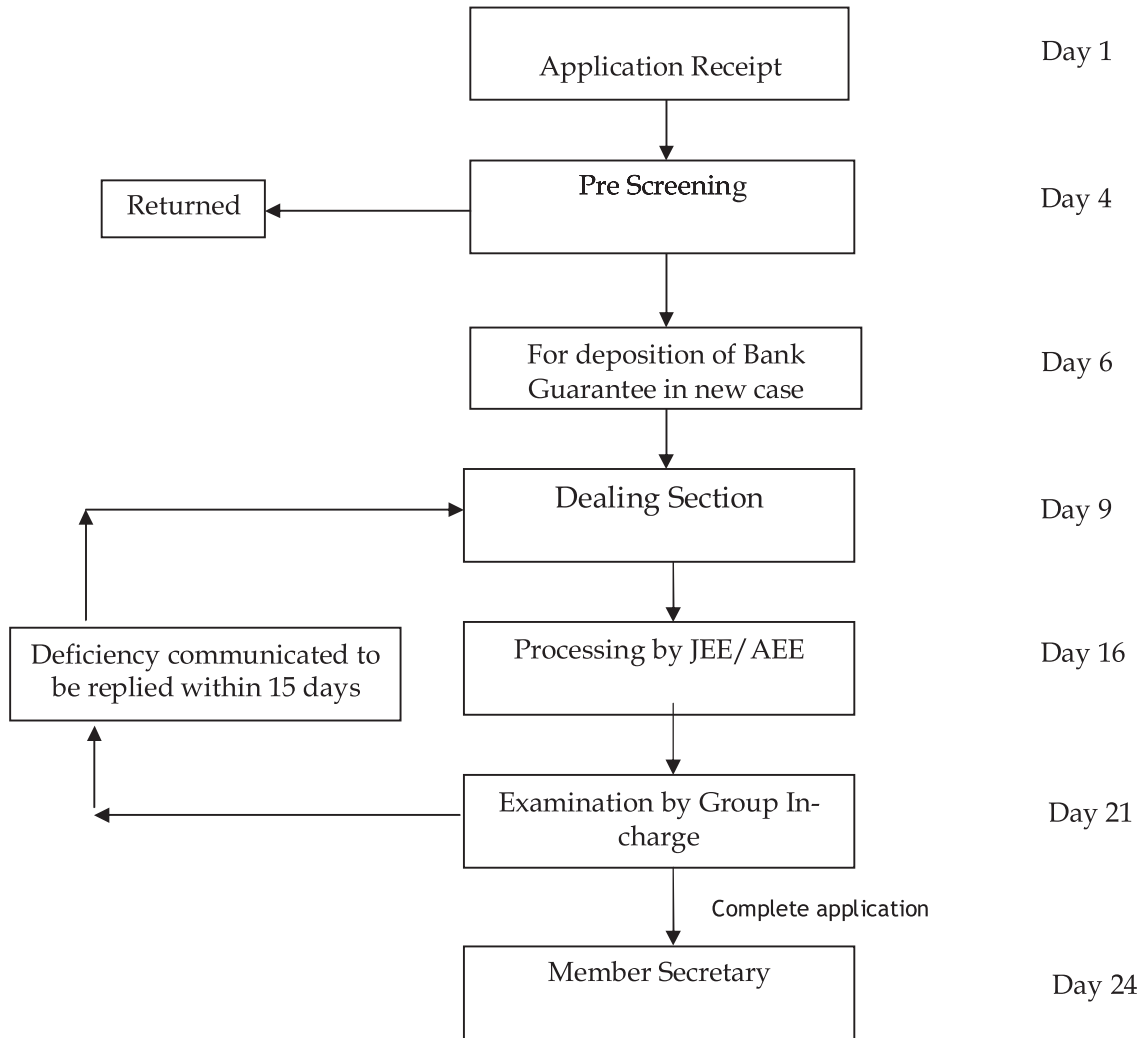 Application Receipt
Day 1
Pre Screening
Returned
Day 4
For deposition of Bank
Guarantee in new case
Day 6
Dealing Section
Day 9
Deficiency communicated to
be replied within 15 days
Processing by JEE/AEE
Day 16
Examination by Group In-
charge
Day 21
Complete application
Member Secretary
Day 24